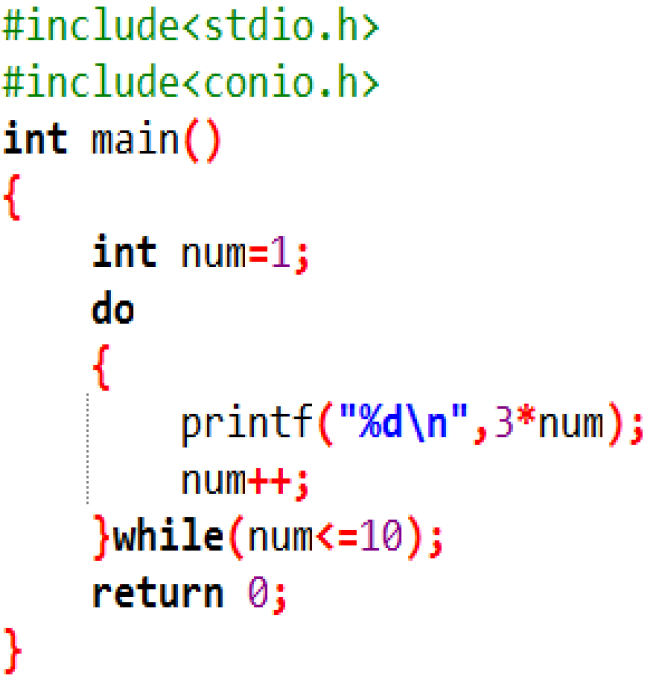 #include<stdio.h>
#include<conio.h>
int main()
{
    int num=1;
    do
    {
        printf("%d\n",3*num);
        num++;
    }while(num<=10);
    return 0;
}